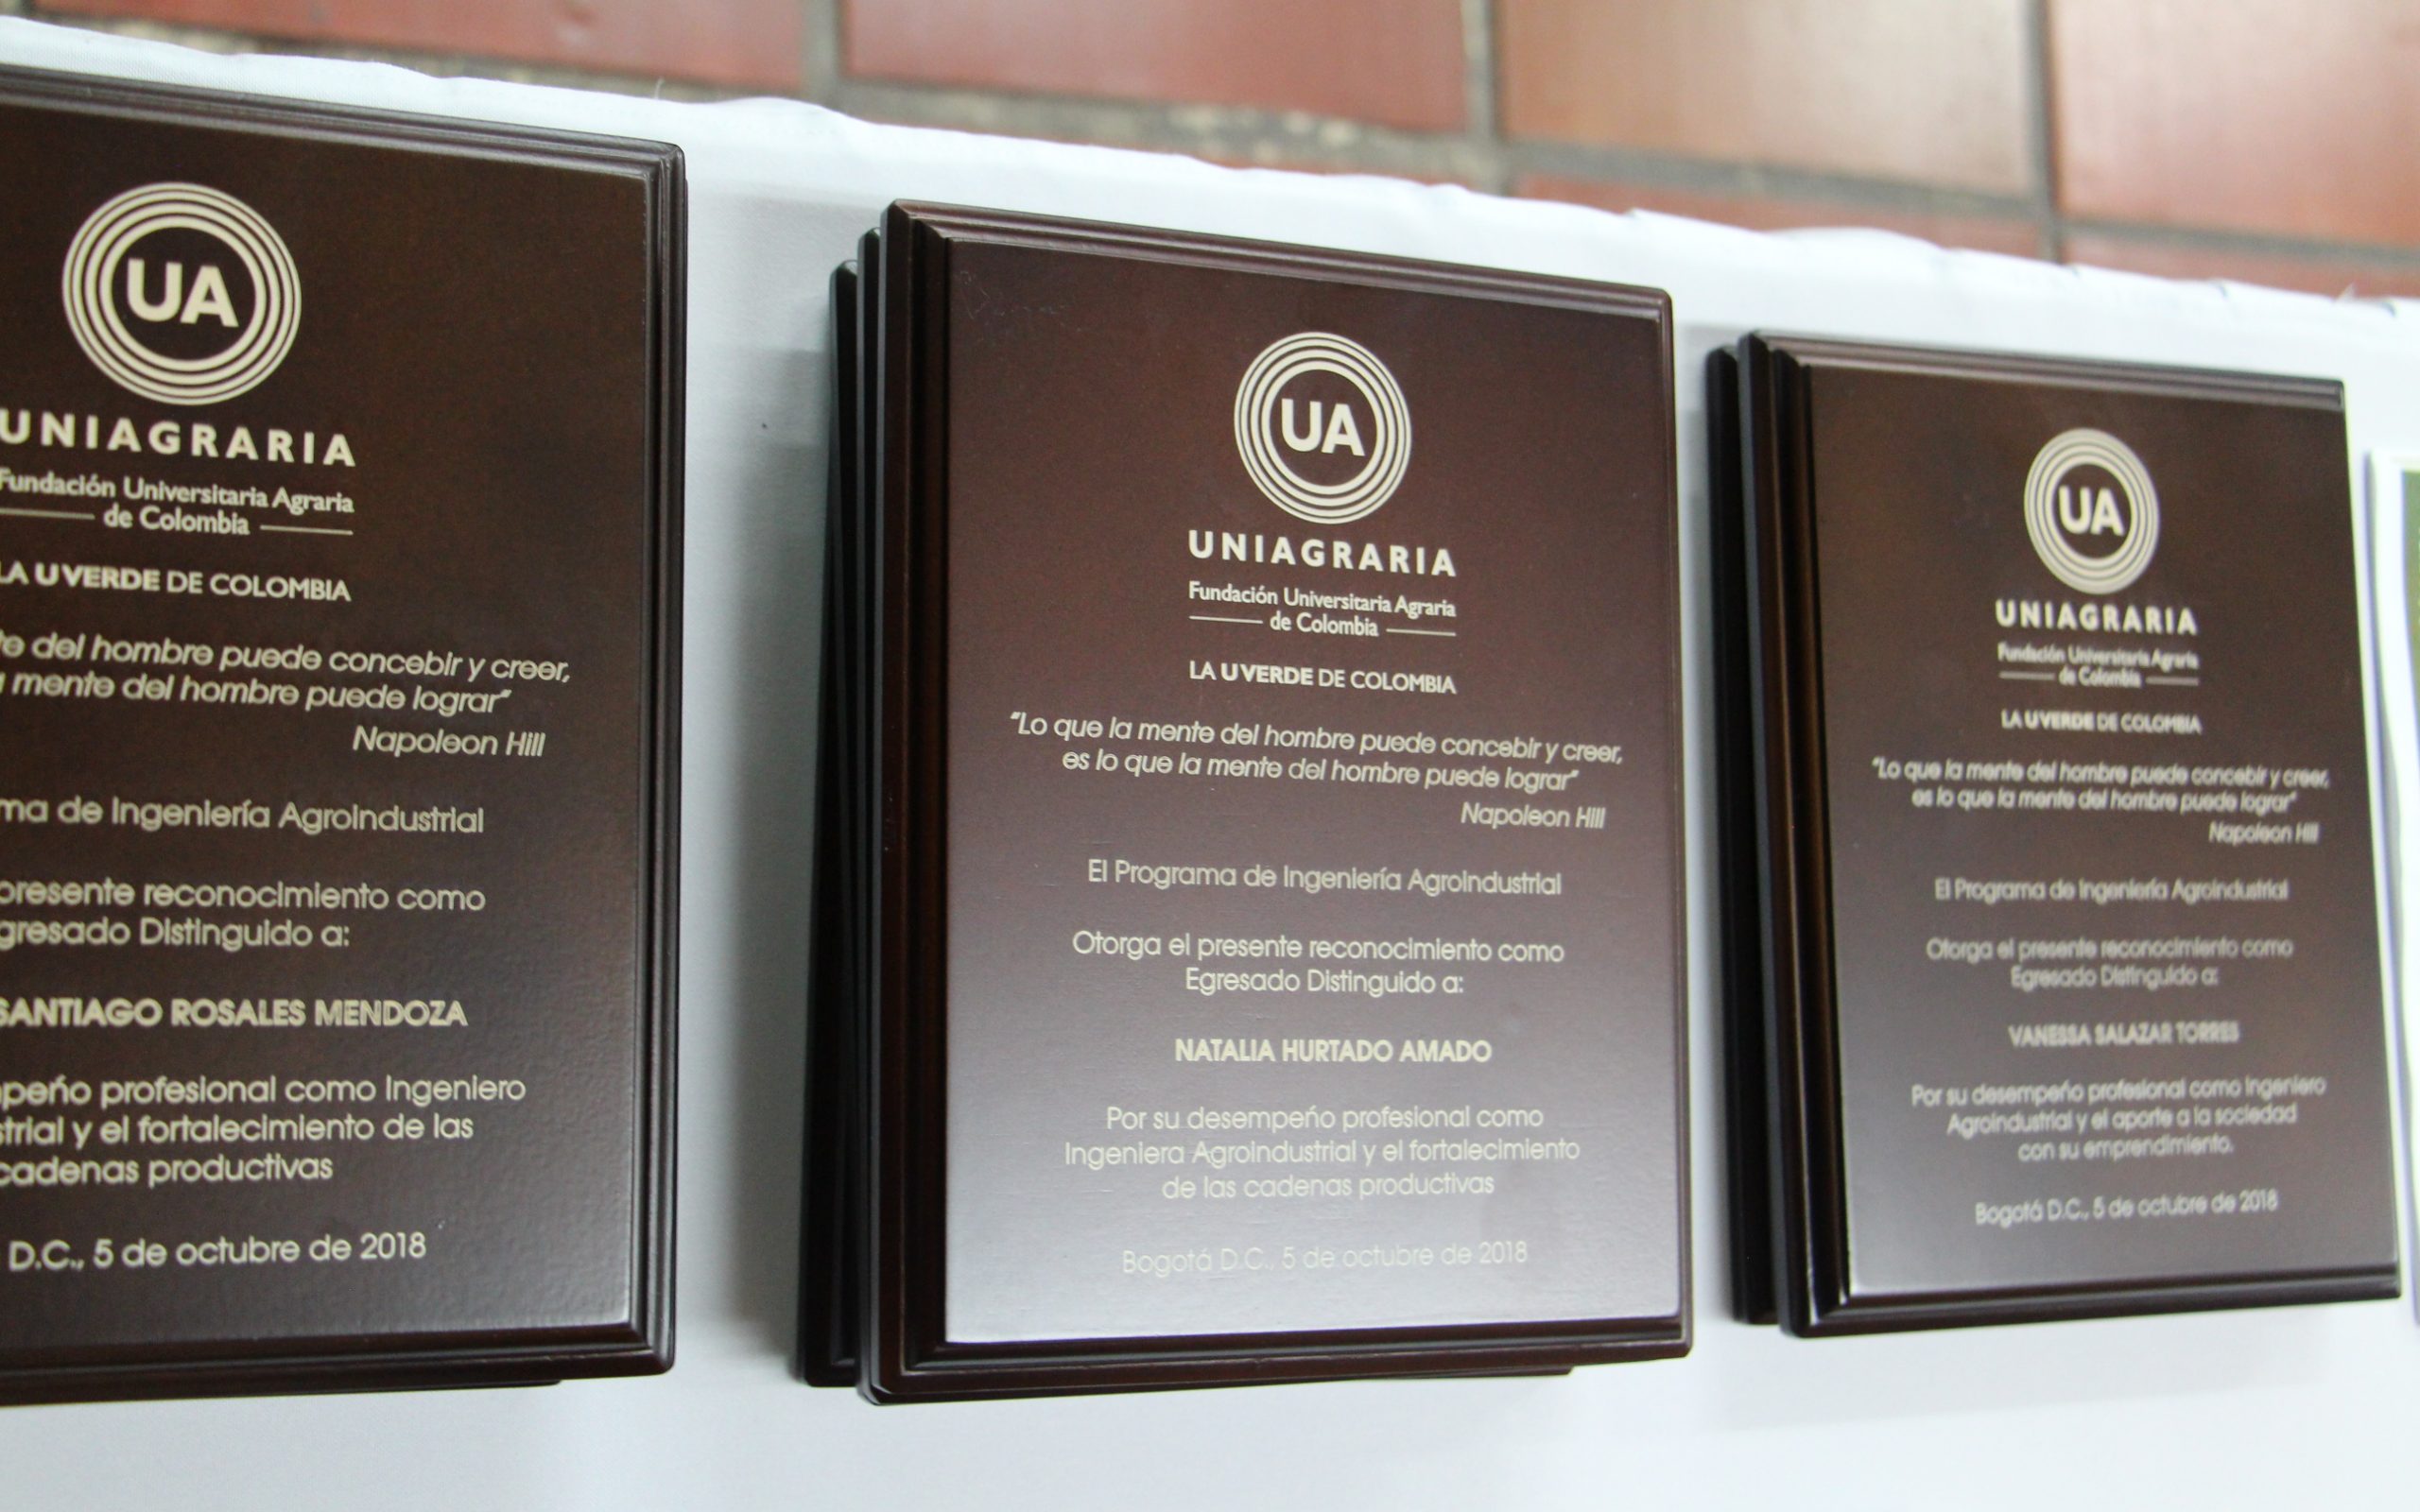 UA
UNIAGRARIA
Fundación Universitaria Agraria
de Colombia
LA U VERDE DE COLOMBIA
del hombre puede concebir y creer,
mente del hombre puede lograr”
Napoleon Hill
de Ingeniería Agroindustrial
presente reconocimiento como
Distinguido a:
SANTIAGO ROSALES MENDOZA
profesional como Ingeniero
y el fortalecimiento de las
cadenas productivas
D.C., 5 de octubre de 2018
UA
UNIAGRARIA
Fundación Universitaria Agraria
de Colombia
LA U VERDE DE COLOMBIA
“Lo que la mente del hombre puede concebir y creer,
es lo que la mente del hombre puede lograr”
Napoleon Hill
El Programa de Ingeniería Agroindustrial
Otorga el presente reconocimiento como
Egresado Distinguido a:
NATALIA HURTADO AMADO
Por su desempeño profesional como
Ingeniera Agroindustrial y el fortalecimiento
de las cadenas productivas
Bogotá D.C., 5 de octubre de 2018
UA
UNIAGRARIA
Fundación Universitaria Agraria
de Colombia
LA U VERDE DE COLOMBIA
“Lo que la mente del hombre puede concebir y creer,
es lo que la mente del hombre puede lograr”
Napoleon Hill
El Programa de Ingeniería Agroindustrial
Otorga el presente reconocimiento como
Egresado Distinguido a:
VANESSA SALAZAR TORRES
Por su desempeño profesional como Ingeniero
Agroindustrial y el aporte a la sociedad
con su emprendimiento.
Bogotá D.C., 5 de octubre de 2018